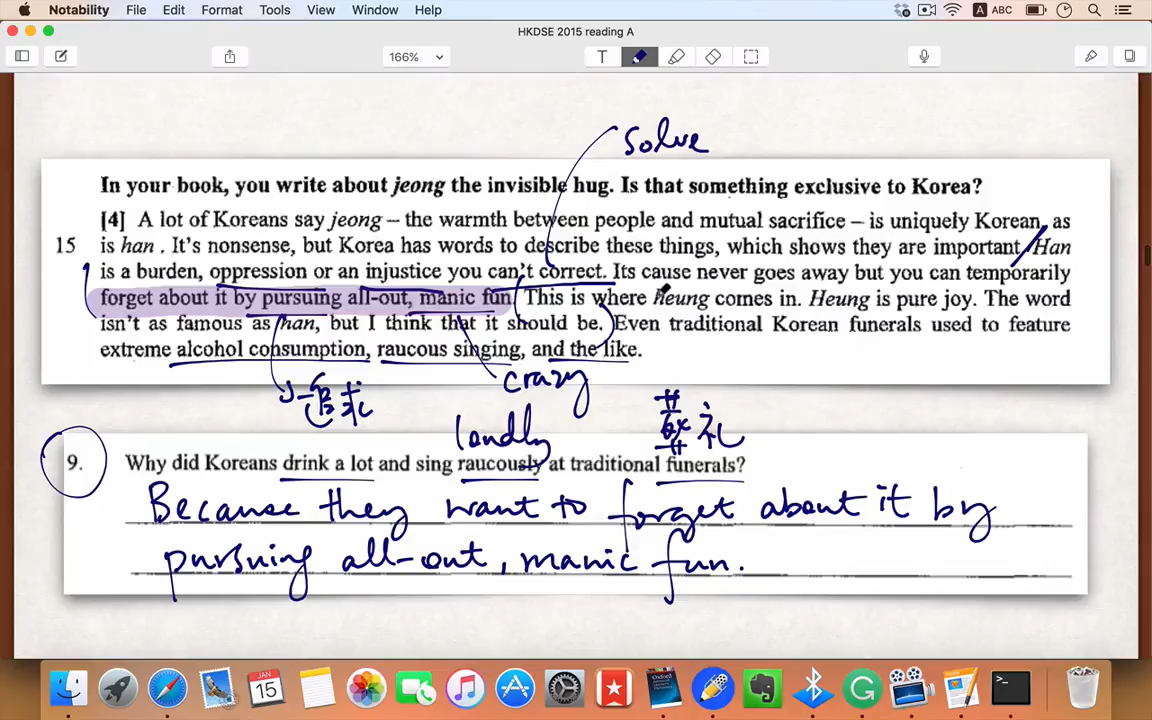 Notability File Edit Format Tools View Window Help A ABC
HKDSE 2015 reading A
166% T
solve
In your book, you write about jeong the invisible hug. Is that something exclusive to Korea?
[4] A lot of Koreans say jeong – the warmth between people and mutual sacrifice – is uniquely Korean, as
15 is han . It's nonsense, but Korea has words to describe these things, which shows they are important. Han
is a burden, oppression or an injustice you can't correct. Its cause never goes away but you can temporarily
forget about it by pursuing all-out, manic fun. This is where heung comes in. Heung is pure joy. The word
isn't as famous as han, but I think that it should be. Even traditional Korean funerals used to feature
extreme alcohol consumption, raucous singing, and the like.
追求 crazy
loudly 葬礼
9. Why did Koreans drink a lot and sing raucously at traditional funerals?
Because they want to forget about it by
pursuing all-out, manic fun.
JAN
15
Oxford